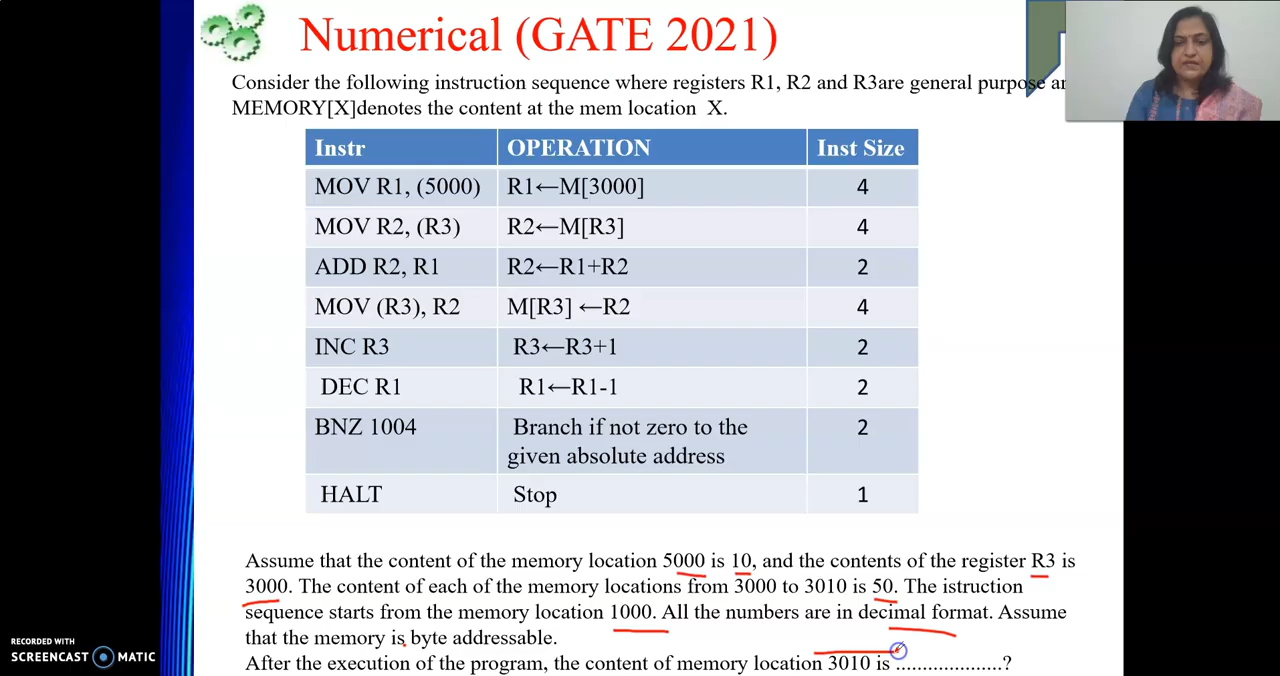 Numerical (GATE 2021)
Consider the following instruction sequence where registers R1, R2 and R3are general purpose
MEMORY[X]denotes the content at the mem location X.
Instr OPERATION Inst Size
MOV R1, (5000) R1←M[3000] 4
MOV R2, (R3) R2←M[R3] 4
ADD R2, R1 R2←R1+R2 2
MOV (R3), R2 M[R3] ←R2 4
INC R3 R3←R3+1 2
DEC R1 R1←R1-1 2
BNZ 1004 Branch if not zero to the 2
given absolute address
HALT Stop 1
Assume that the content of the memory location 5000 is 10, and the contents of the register R3 is
3000. The content of each of the memory locations from 3000 to 3010 is 50. The istruction
sequence starts from the memory location 1000. All the numbers are in decimal format. Assume
that the memory is byte addressable.
After the execution of the program, the content of memory location 3010 is ....................?
RECORDED WITH
SCREENCAST MATIC